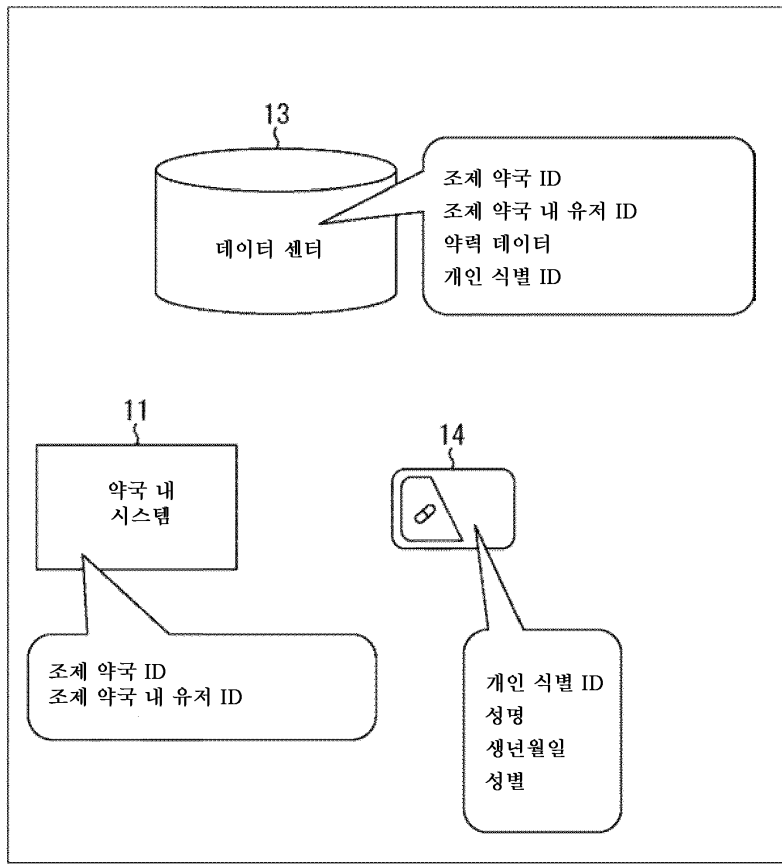 13
조제 약국 ID
조제 약국 내 유저 ID
약력 데이터
개인 식별 ID
데이터 센터
11
약국 내
시스템
조제 약국 ID
조제 약국 내 유저 ID
14
개인 식별 ID
성명
생년월일
성별